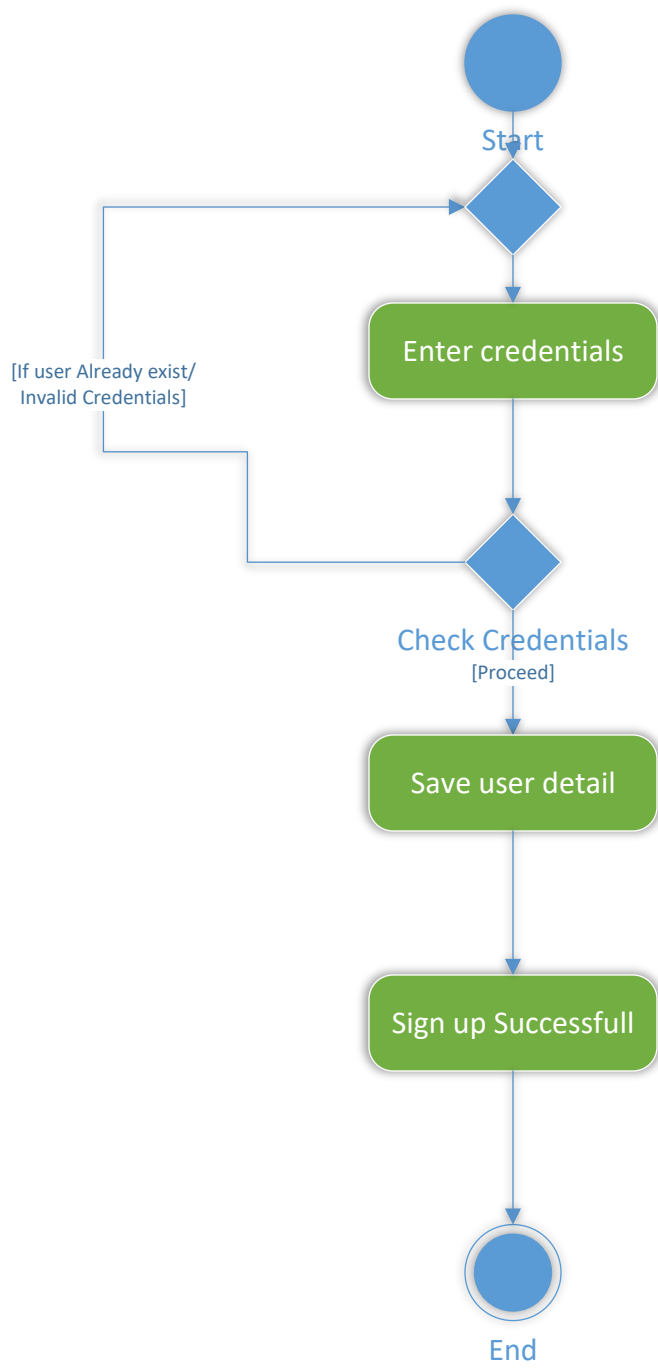 Start
Enter credentials
[If user Already exist/
Invalid Credentials]
Check Credentials
[Proceed]
Save user detail
Sign up Successfull
End